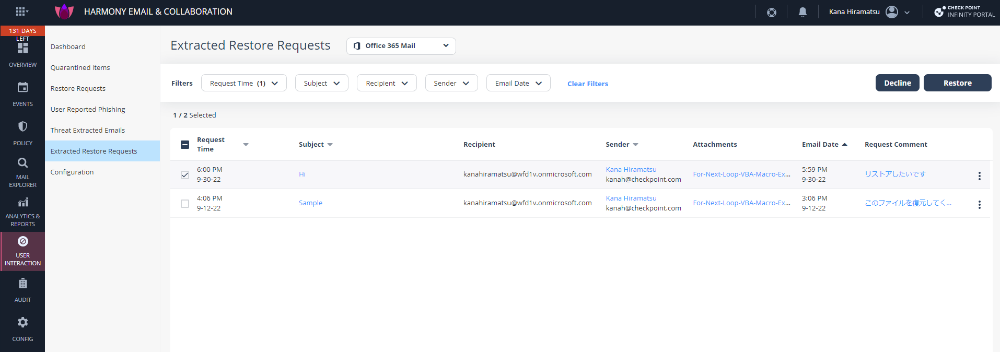 HARMONY EMAIL & COLLABORATION
Kana Hiramatsu
CHECK POINT
INFINITY PORTAL
131 DAYS
LEFT
OVERVIEW
EVENTS
POLICY
MAIL
EXPLORER
ANALYTICS &
REPORTS
USER
INTERACTION
AUDIT
CONFIG
Dashboard
Quarantined Items
Restore Requests
User Reported Phishing
Threat Extracted Emails
Extracted Restore Requests
Configuration
Extracted Restore Requests
Office 365 Mail
Filters
Request Time (1)
Subject
Recipient
Sender
Email Date
Clear Filters
Decline
Restore
1 / 2 Selected
Request
Time
Subject
Recipient
Sender
Attachments
Email Date
Request Comment
6:00 PM
9-30-22
Hi
kanahiramatsu@wfd1v.onmicrosoft.com
Kana Hiramatsu
kanah@checkpoint.com
For-Next-Loop-VBA-Macro-Ex...
5:59 PM
9-30-22
リストアしたいです
4:06 PM
9-12-22
Sample
kanahiramatsu@wfd1v.onmicrosoft.com
Kana Hiramatsu
kanah@checkpoint.com
For-Next-Loop-VBA-Macro-Ex...
3:06 PM
9-12-22
このファイルを復元してく...